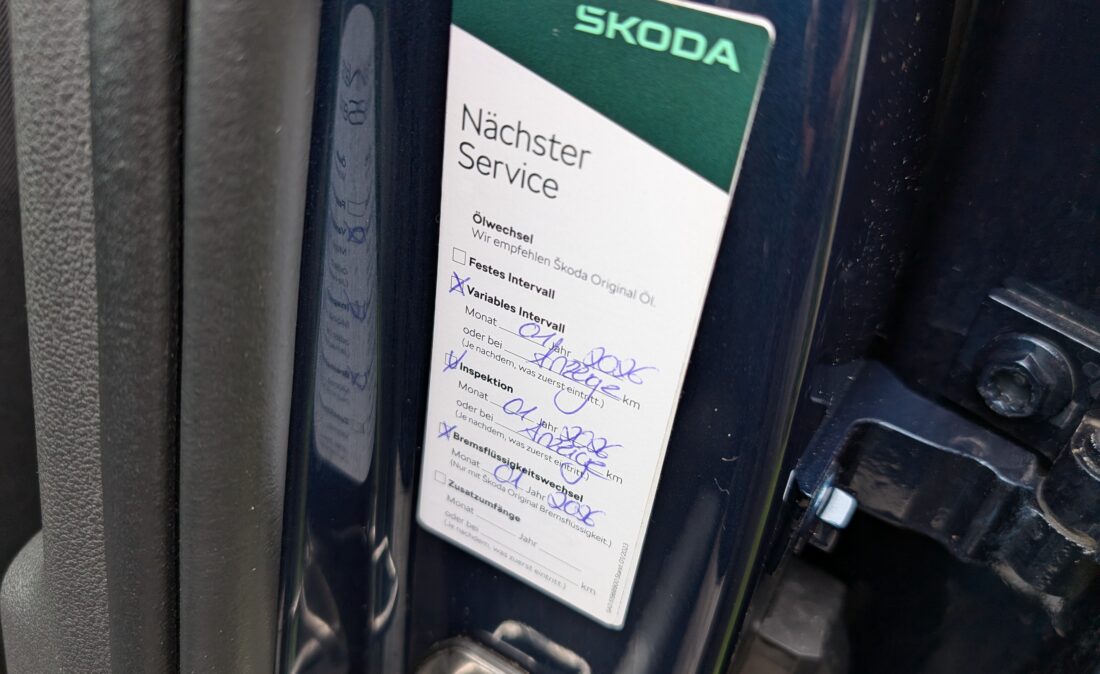 SKODA
Nächster
Service
Ölwechsel
Wir empfehlen Škoda Original Öl.
Festes Intervall
X Variables Intervall
Monat 01 Jahr 2026
oder bei Anzeige km
(Je nachdem, was zuerst eintritt.)
Inspektion
Monat 01 Jahr 2026
oder bei Anzeige km
(Je nachdem, was zuerst eintritt.)
X Bremsflüssigkeitswechsel
Monat 01 Jahr 2026
(Nur mit Škoda Original Bremsflüssigkeit.)
Zusatzumfänge
Monat Jahr
oder bei km
(Je nachdem, was zuerst eintritt.)